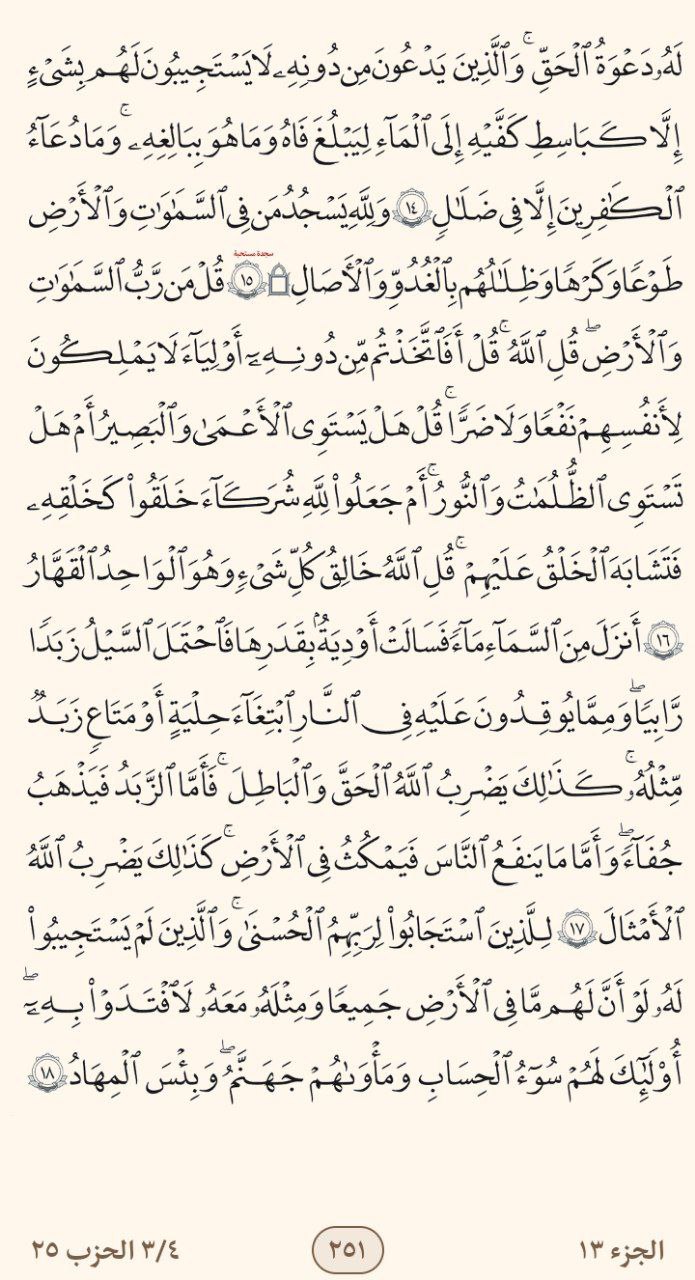 لَهُۥ دَعْوَةُ ٱلْحَقِّ ۚ وَٱلَّذِينَ يَدْعُونَ مِن دُونِهِۦ لَا يَسْتَجِيبُونَ لَهُم بِشَىْءٍ
إِلَّا كَبَـٰسِطِ كَفَّيْهِ إِلَى ٱلْمَآءِ لِيَبْلُغَ فَاهُ وَمَا هُوَ بِبَـٰلِغِهِۦ ۚ وَمَا دُعَآءُ
ٱلْكَـٰفِرِينَ إِلَّا فِى ضَلَـٰلٍ ١٤ وَلِلَّهِ يَسْجُدُ مَن فِى ٱلسَّمَـٰوَٰتِ وَٱلْأَرْضِ
سجدة مستحبة
طَوْعًا وَكَرْهًا وَظِلَـٰلُهُم بِٱلْغُدُوِّ وَٱلْـَٔاصَالِ ۩ ١٥ قُلْ مَن رَّبُّ ٱلسَّمَـٰوَٰتِ
وَٱلْأَرْضِ ۖ قُلِ ٱللَّهُ ۚ قُلْ أَفَٱتَّخَذْتُم مِّن دُونِهِۦٓ أَوْلِيَآءَ لَا يَمْلِكُونَ
لِأَنفُسِهِمْ نَفْعًا وَلَا ضَرًّا ۚ قُلْ هَلْ يَسْتَوِى ٱلْأَعْمَىٰ وَٱلْبَصِيرُ أَمْ هَلْ
تَسْتَوِى ٱلظُّلُمَـٰتُ وَٱلنُّورُ ۚ أَمْ جَعَلُوا۟ لِلَّهِ شُرَكَآءَ خَلَقُوا۟ كَخَلْقِهِۦ
فَتَشَـٰبَهَ ٱلْخَلْقُ عَلَيْهِمْ ۚ قُلِ ٱللَّهُ خَـٰلِقُ كُلِّ شَىْءٍ وَهُوَ ٱلْوَٰحِدُ ٱلْقَهَّـٰرُ
١٦ أَنزَلَ مِنَ ٱلسَّمَآءِ مَآءً فَسَالَتْ أَوْدِيَةٌۢ بِقَدَرِهَا فَٱحْتَمَلَ ٱلسَّيْلُ زَبَدًا
رَّابِيًا ۖ وَمِمَّا يُوقِدُونَ عَلَيْهِ فِى ٱلنَّارِ ٱبْتِغَآءَ حِلْيَةٍ أَوْ مَتَـٰعٍ زَبَدٌ
مِّثْلُهُۥ ۚ كَذَٰلِكَ يَضْرِبُ ٱللَّهُ ٱلْحَقَّ وَٱلْبَـٰطِلَ ۚ فَأَمَّا ٱلزَّبَدُ فَيَذْهَبُ
جُفَآءً ۖ وَأَمَّا مَا يَنفَعُ ٱلنَّاسَ فَيَمْكُثُ فِى ٱلْأَرْضِ ۚ كَذَٰلِكَ يَضْرِبُ ٱللَّهُ
ٱلْأَمْثَالَ ١٧ لِلَّذِينَ ٱسْتَجَابُوا۟ لِرَبِّهِمُ ٱلْحُسْنَىٰ ۚ وَٱلَّذِينَ لَمْ يَسْتَجِيبُوا۟
لَهُۥ لَوْ أَنَّ لَهُم مَّا فِى ٱلْأَرْضِ جَمِيعًا وَمِثْلَهُۥ مَعَهُۥ لَٱفْتَدَوْا۟ بِهِۦٓ ۖ
أُو۟لَـٰٓئِكَ لَهُمْ سُوٓءُ ٱلْحِسَابِ وَمَأْوَىٰهُمْ جَهَنَّمُ ۖ وَبِئْسَ ٱلْمِهَادُ ١٨
الجزء ١٣ ٢٥١ ٣/٤ الحزب ٢٥